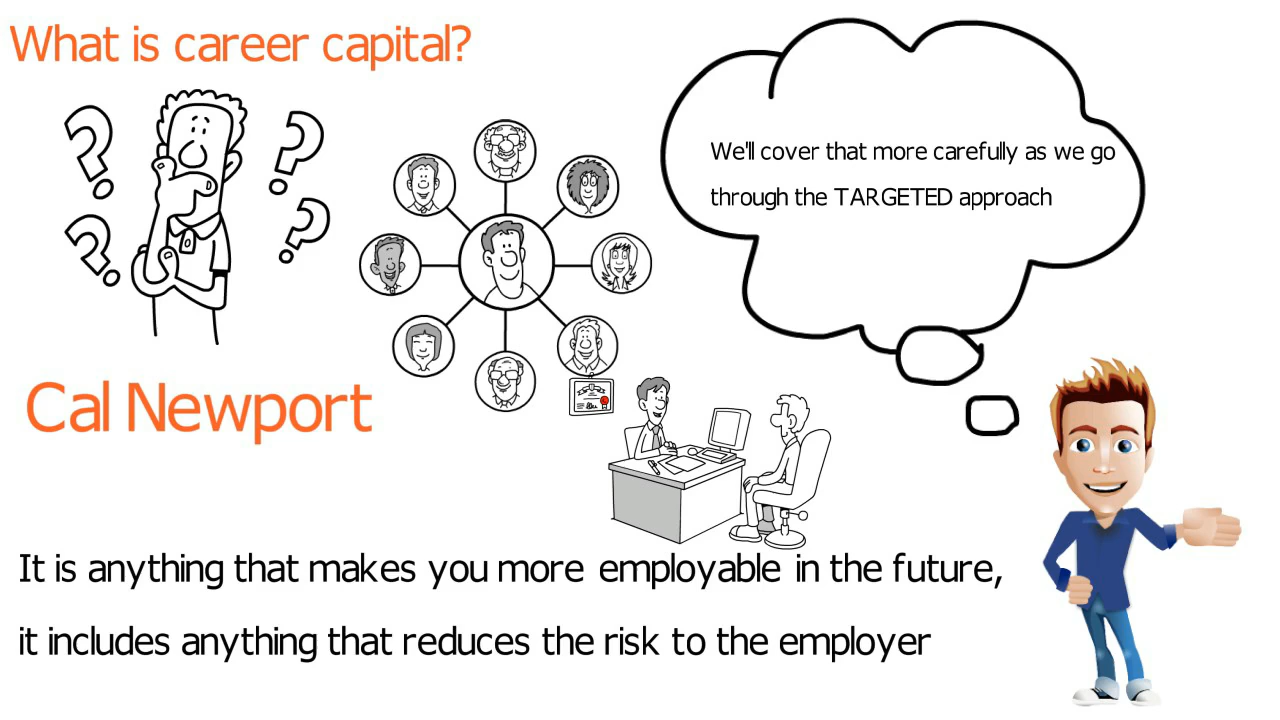 What is career capital?
We'll cover that more carefully as we go
through the TARGETED approach
Cal Newport
It is anything that makes you more employable in the future,
it includes anything that reduces the risk to the employer